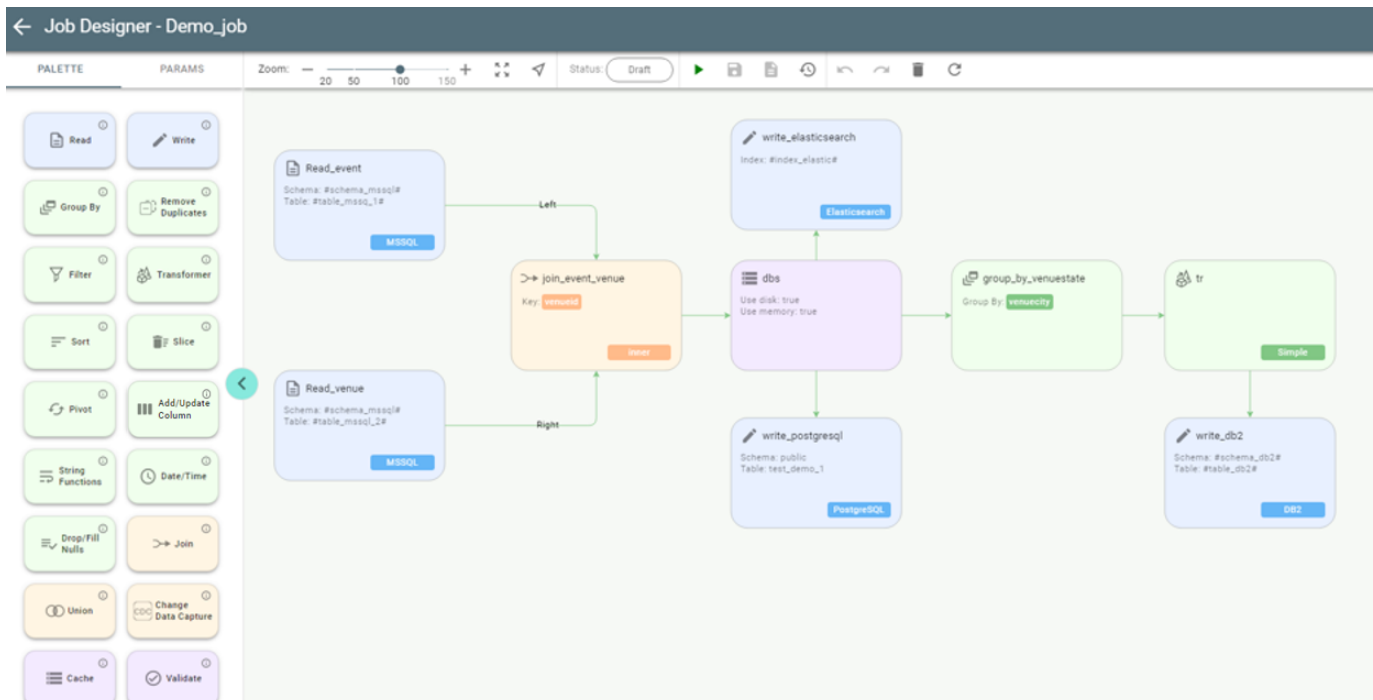 Job Designer - Demo_job
PALETTE
PARAMS
Zoom:
20 50 100 150
Status: Draft
Read
Write
Group By
Remove
Duplicates
Filter
Transformer
Sort
Slice
Pivot
Add/Update
Column
String
Functions
Date/Time
Drop/Fill
Nulls
Join
Union
CDC
Change
Data Capture
Cache
Validate
Read_event
Schema: #schema_mssql#
Table: #table_mssq_1#
MSSQL
Left
Read_venue
Schema: #schema_mssql#
Table: #table_mssql_2#
MSSQL
Right
join_event_venue
Key: venueid
inner
write_elasticsearch
Index: #index_elastic#
Elasticsearch
dbs
Use disk: true
Use memory: true
write_postgresql
Schema: public
Table: test_demo_1
PostgreSQL
group_by_venuestate
Group By: venuecity
tr
Simple
write_db2
Schema: #schema_db2#
Table: #table_db2#
DB2